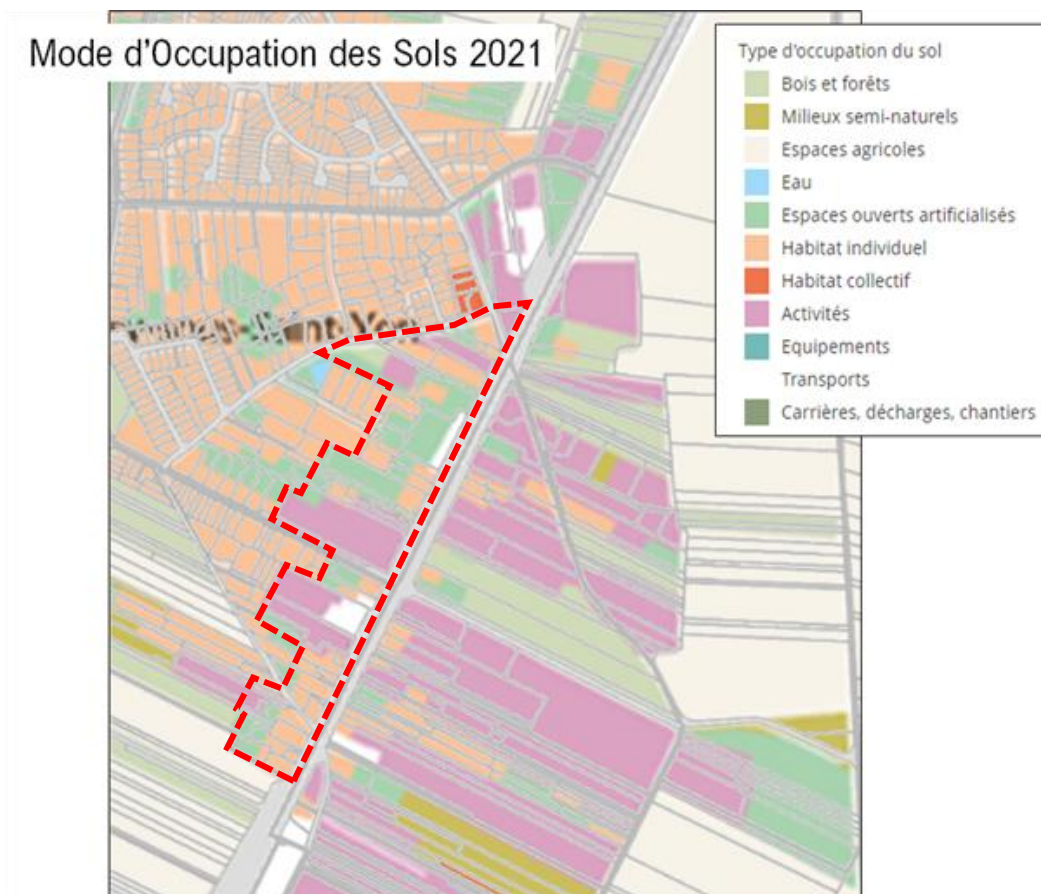 Mode d'Occupation des Sols 2021
Type d'occupation du sol
Bois et forêts
Milieux semi-naturels
Espaces agricoles
Eau
Espaces ouverts artificialisés
Habitat individuel
Habitat collectif
Activités
Equipements
Transports
Carrières, décharges, chantiers